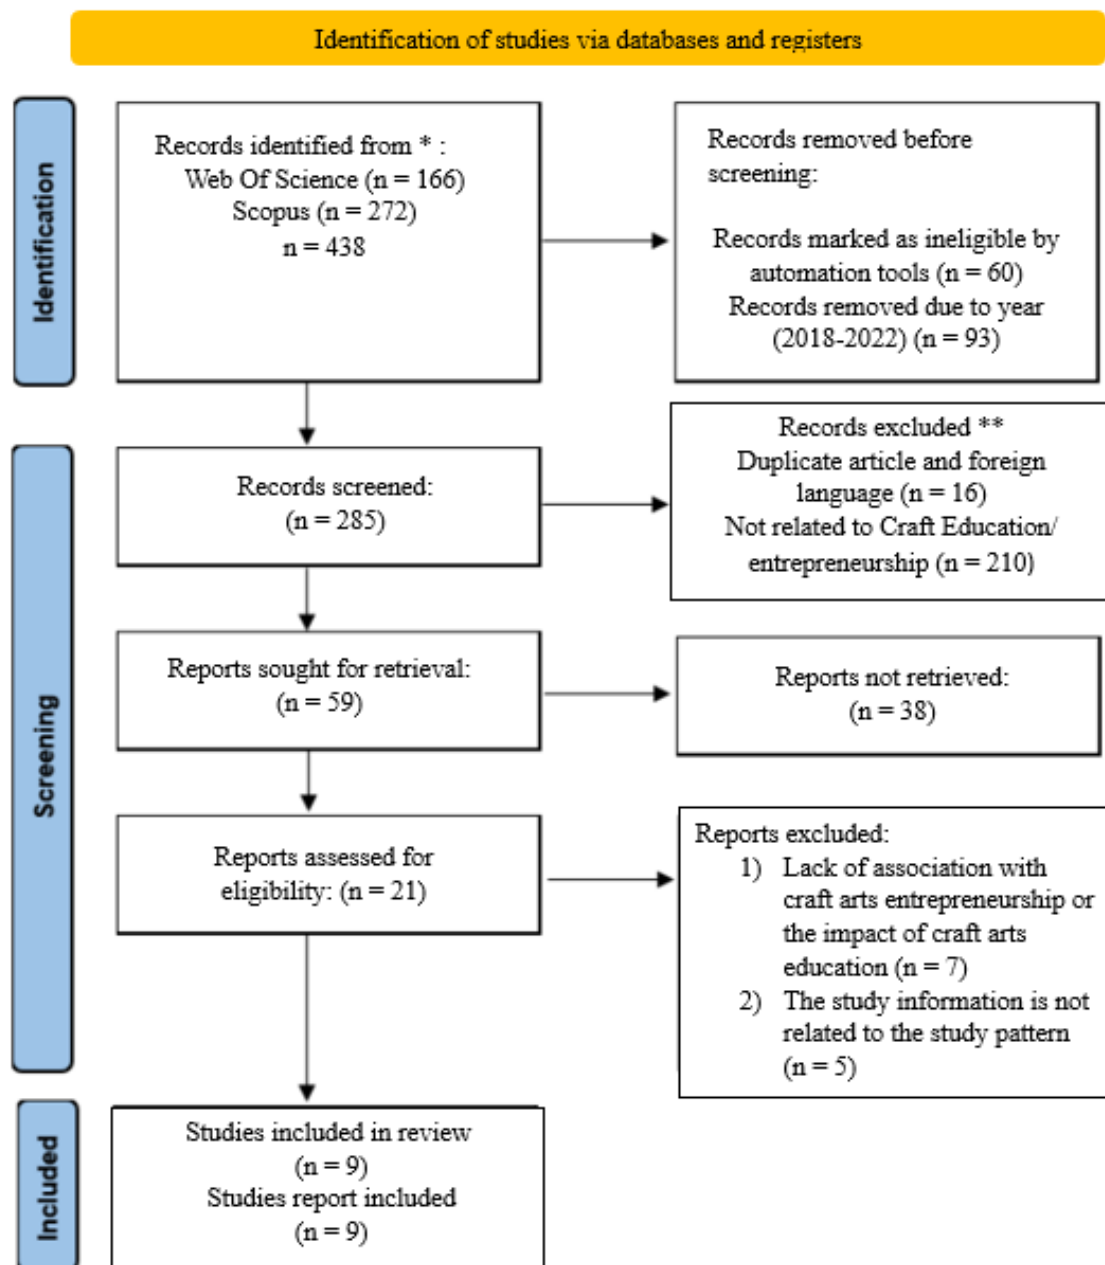 Identification of studies via databases and registers
Identification
Records identified from * :
Web Of Science (n = 166)
Scopus (n = 272)
n = 438
Records removed before
screening:
Records marked as ineligible by
automation tools (n = 60)
Records removed due to year
(2018-2022) (n = 93)
Screening
Records screened:
(n = 285)
Records excluded **
Duplicate article and foreign
language (n = 16)
Not related to Craft Education/
entrepreneurship (n = 210)
Reports sought for retrieval:
(n = 59)
Reports not retrieved:
(n = 38)
Reports assessed for
eligibility: (n = 21)
Reports excluded:
1) Lack of association with
craft arts entrepreneurship or
the impact of craft arts
education (n = 7)
2) The study information is not
related to the study pattern
(n = 5)
Included
Studies included in review
(n = 9)
Studies report included
(n = 9)